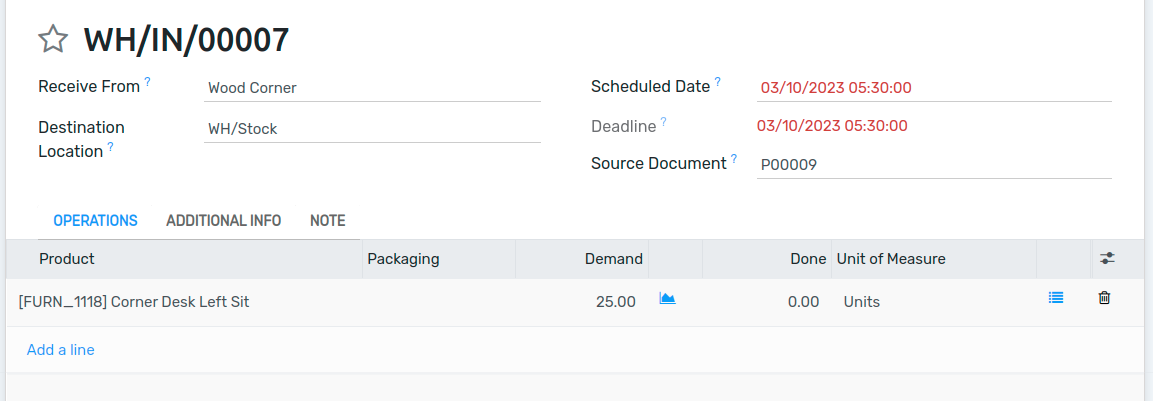 WH/IN/00007
Receive From ?
Wood Corner
Destination
Location ?
WH/Stock
Scheduled Date ?
03/10/2023 05:30:00
Deadline ?
03/10/2023 05:30:00
Source Document ?
P00009
OPERATIONS ADDITIONAL INFO NOTE
Product Packaging Demand Done Unit of Measure
[FURN_1118] Corner Desk Left Sit 25.00 0.00 Units
Add a line